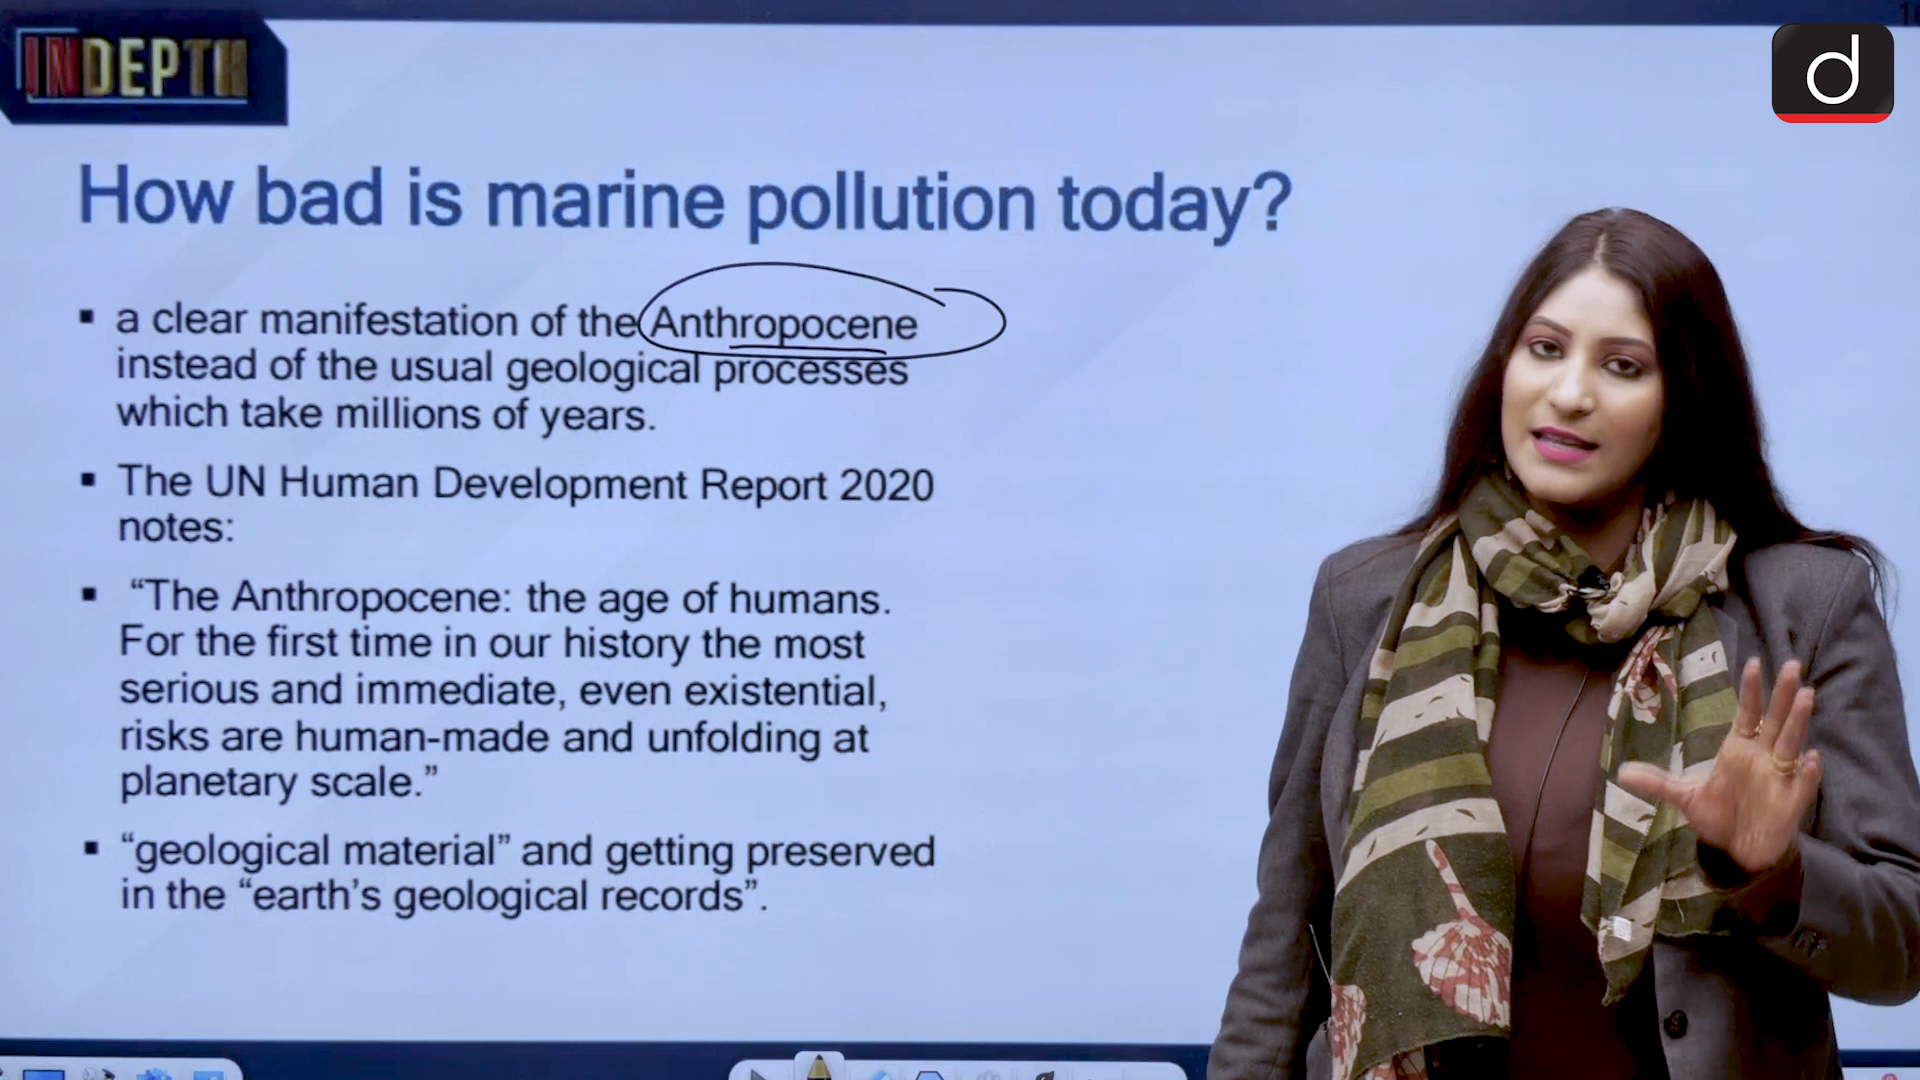 INDEPTH
d
How bad is marine pollution today?
▪ a clear manifestation of the Anthropocene
instead of the usual geological processes
which take millions of years.
▪ The UN Human Development Report 2020
notes:
▪ “The Anthropocene: the age of humans.
For the first time in our history the most
serious and immediate, even existential,
risks are human-made and unfolding at
planetary scale.”
▪ “geological material” and getting preserved
in the “earth’s geological records”.